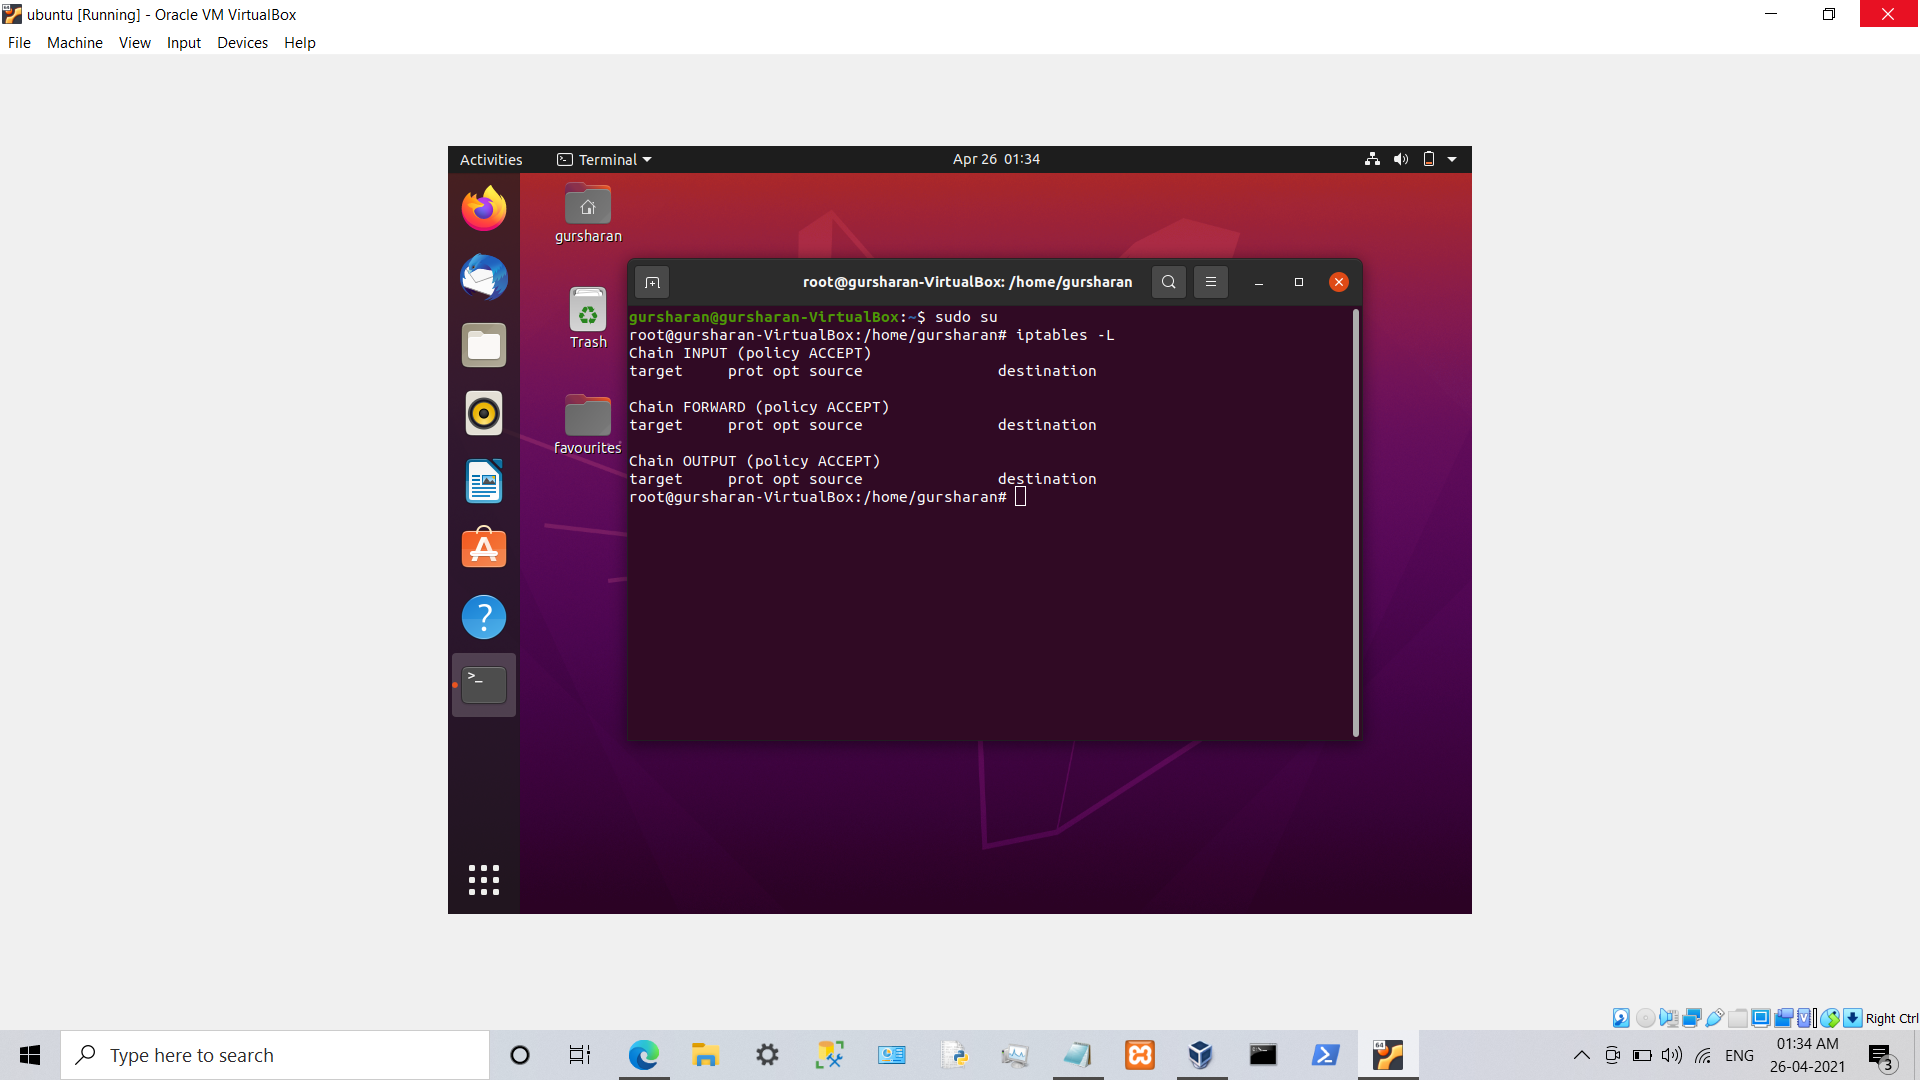 ubuntu [Running] - Oracle VM VirtualBox
File Machine View Input Devices Help
Activities Terminal Apr 26 01:34
gursharan
Trash
favourites
root@gursharan-VirtualBox: /home/gursharan
gursharan@gursharan-VirtualBox:~$ sudo su
root@gursharan-VirtualBox:/home/gursharan# iptables -L
Chain INPUT (policy ACCEPT)
target     prot opt source               destination
Chain FORWARD (policy ACCEPT)
target     prot opt source               destination
Chain OUTPUT (policy ACCEPT)
target     prot opt source               destination
root@gursharan-VirtualBox:/home/gursharan#
Right Ctrl
Type here to search
ENG
01:34 AM
26-04-2021
3